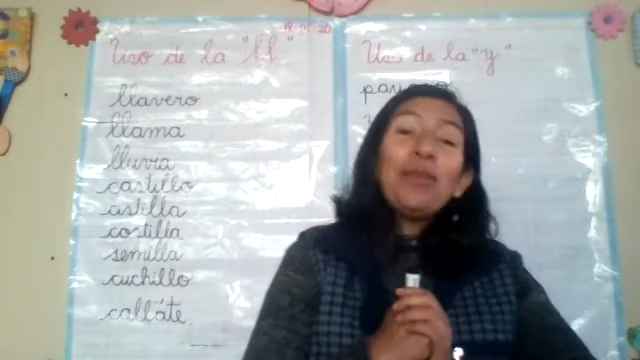 Uso de la "ll"
llavero
llama
lluvia
castillo
astilla
costilla
semilla
cuchillo
callate
Uso de la "y"